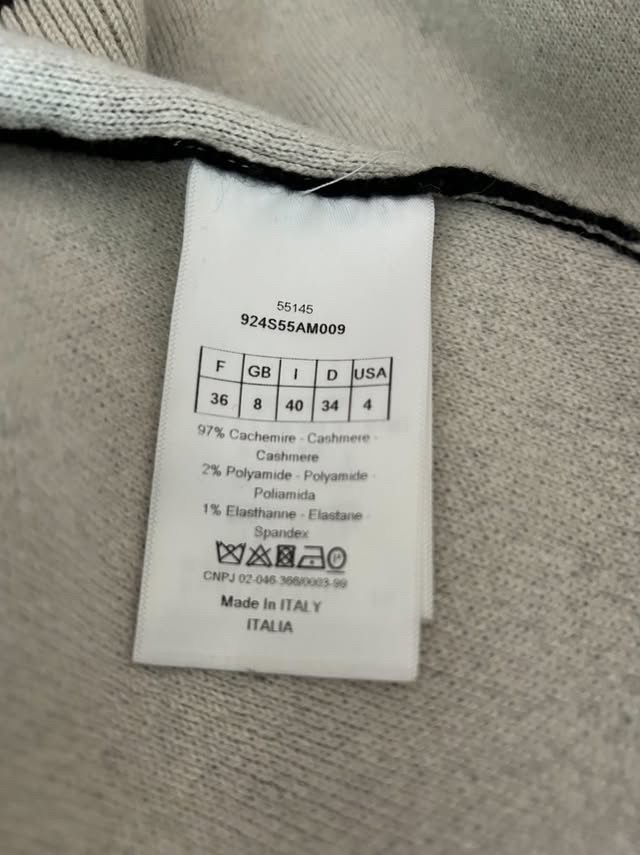 55145
924S55AM009
F GB I D USA
36 8 40 34 4
97% Cachemire - Cashmere -
Cashmere
2% Polyamide - Polyamide -
Poliamida
1% Elasthanne - Elastane -
Spandex
CNPJ 02-046-366/0003-99
Made In ITALY
ITALIA